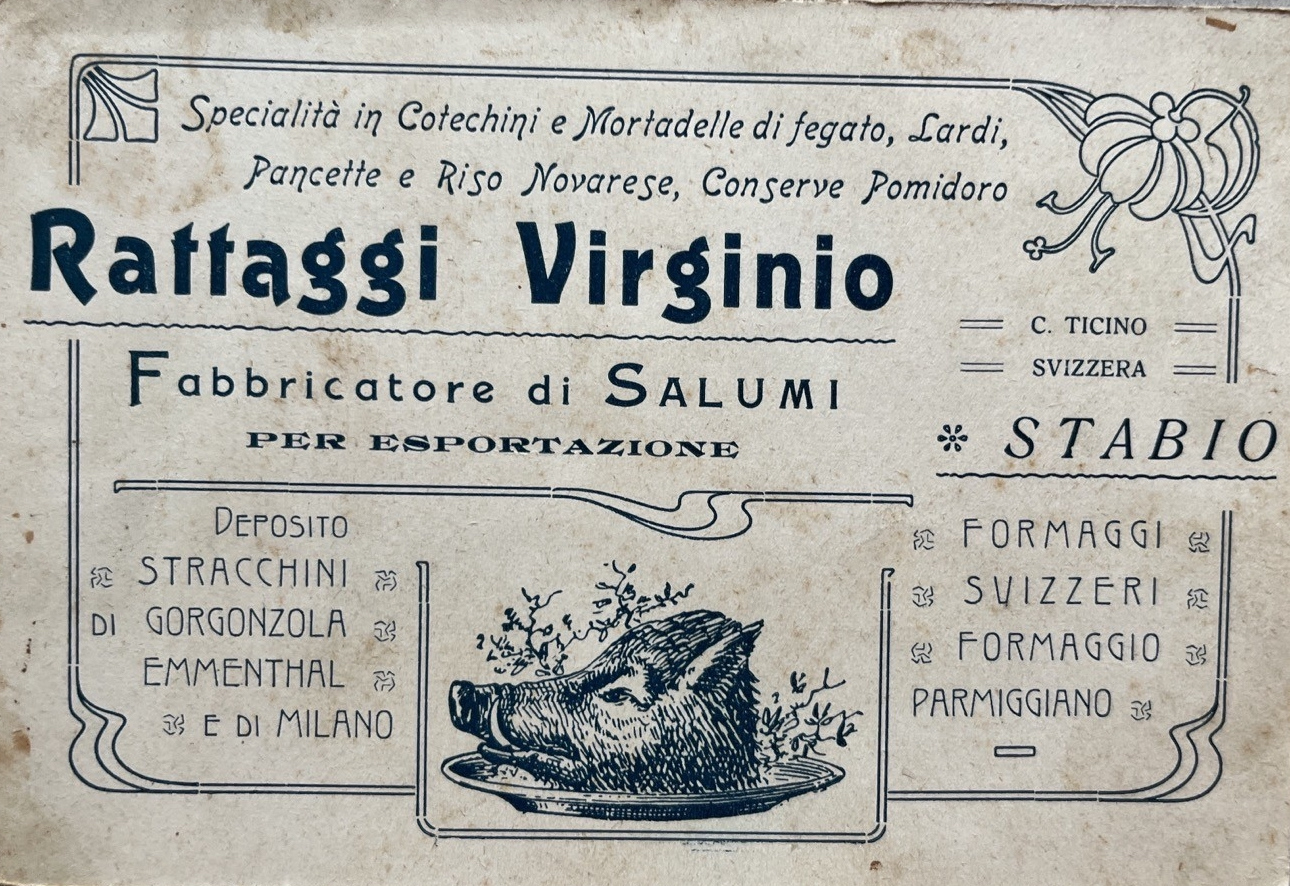 Specialità in Cotechini e Mortadelle di fegato, Lardi,
Pancette e Riso Novarese, Conserve Pomidoro
Rattaggi Virginio
C. TICINO
SVIZZERA
Fabbricatore di SALUMI
PER ESPORTAZIONE
STABIO
DEPOSITO
STRACCHINI
DI GORGONZOLA
EMMENTHAL
E DI MILANO
FORMAGGI
SVIZZERI
FORMAGGIO
PARMIGGIANO